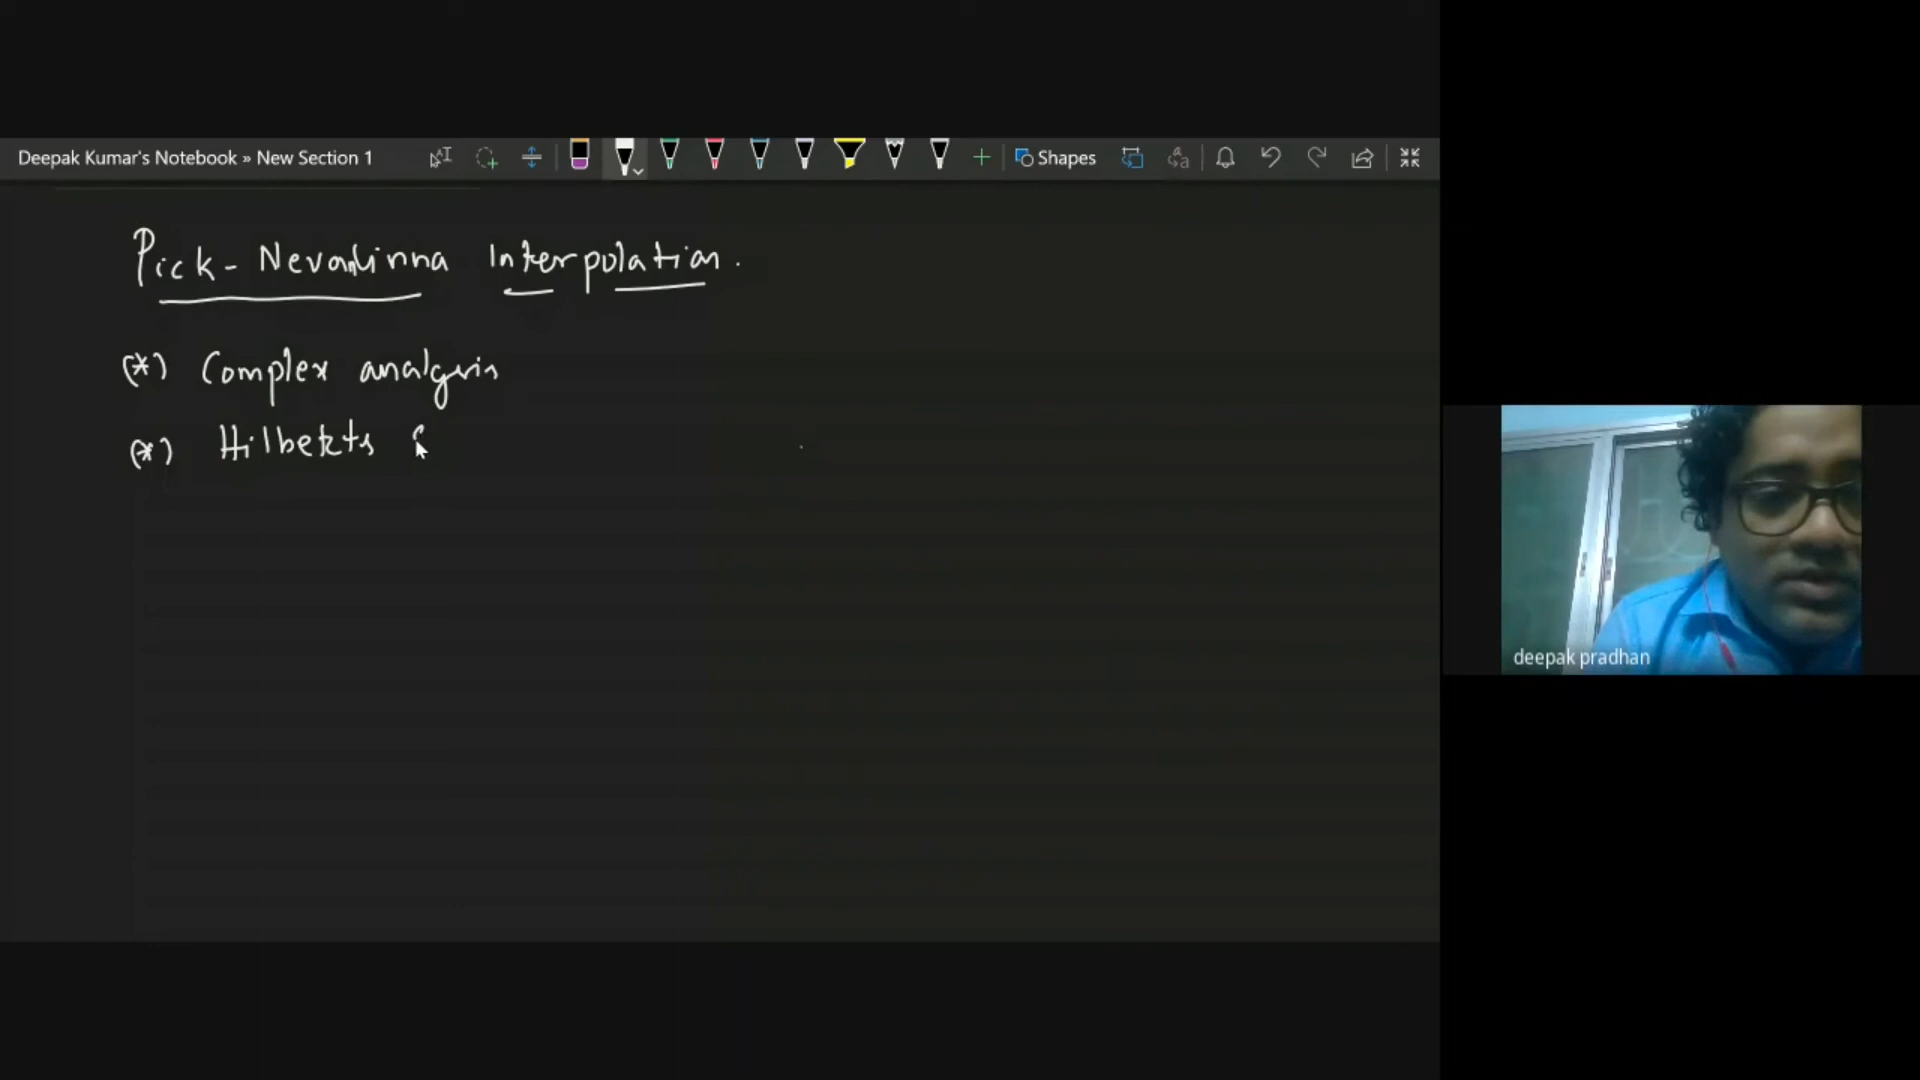 Deepak Kumar's Notebook » New Section 1
Shapes
Pick - Nevanlinna Interpolation.
(*) Complex analysis
(*) Hilberts S
deepak pradhan